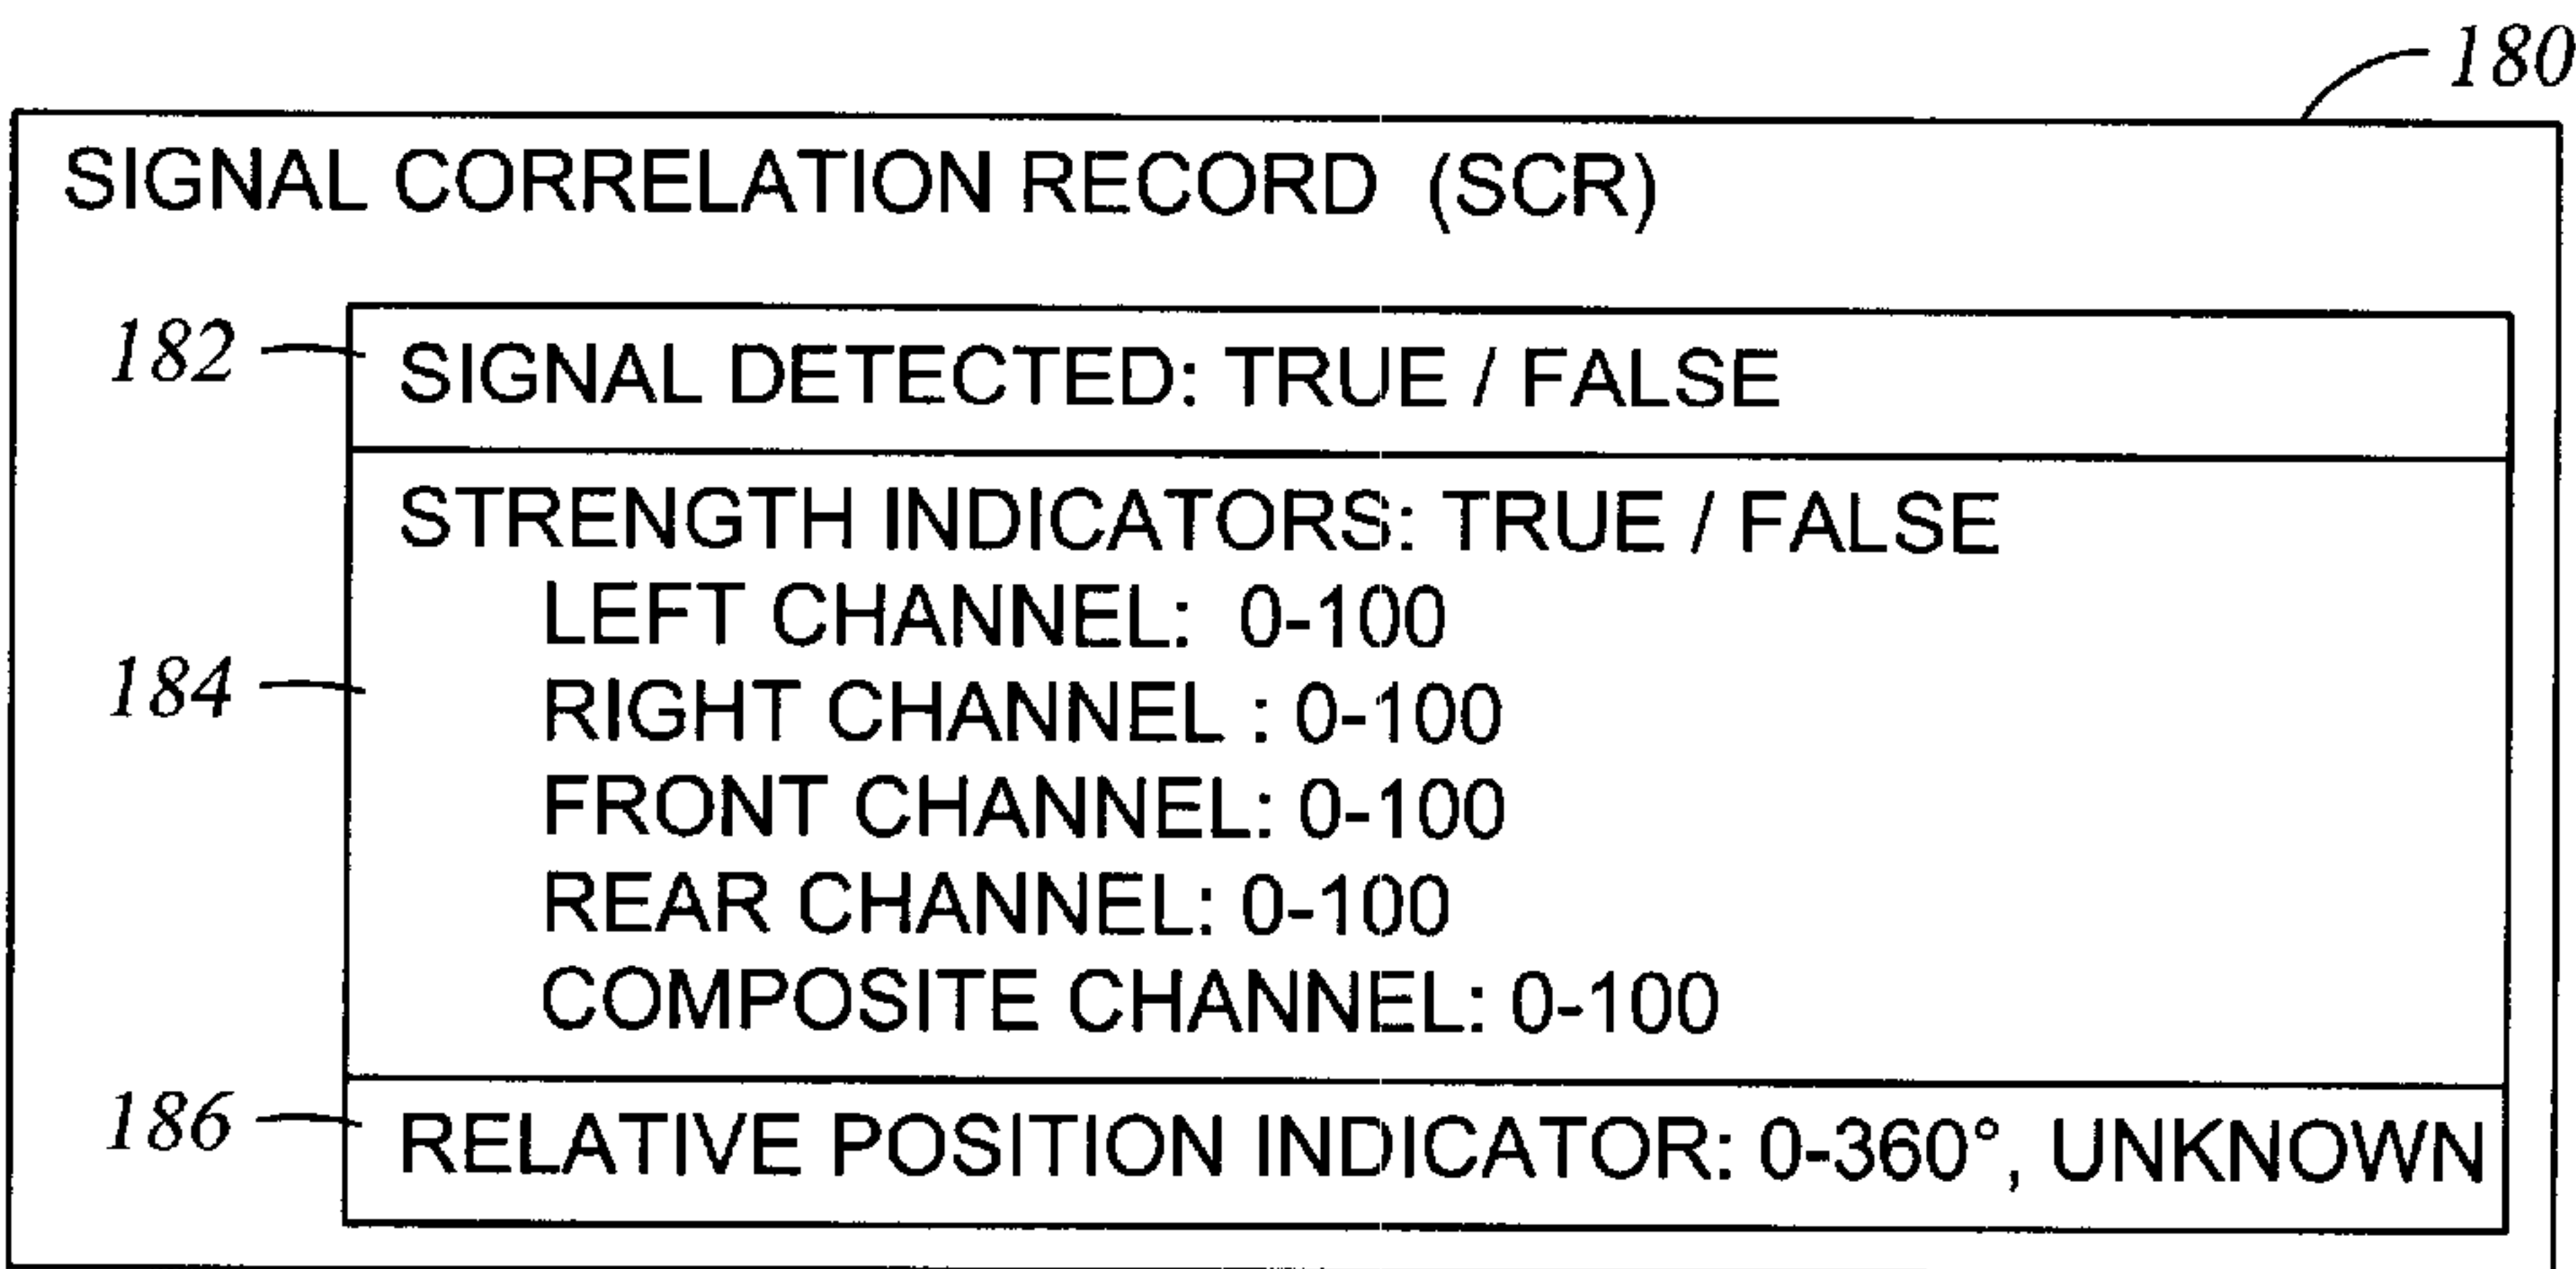 180
SIGNAL CORRELATION RECORD (SCR)
182
SIGNAL DETECTED: TRUE / FALSE
STRENGTH INDICATORS: TRUE / FALSE
LEFT CHANNEL: 0-100
184
RIGHT CHANNEL : 0-100
FRONT CHANNEL: 0-100
REAR CHANNEL: 0-100
COMPOSITE CHANNEL: 0-100
186
RELATIVE POSITION INDICATOR: 0-360°, UNKNOWN